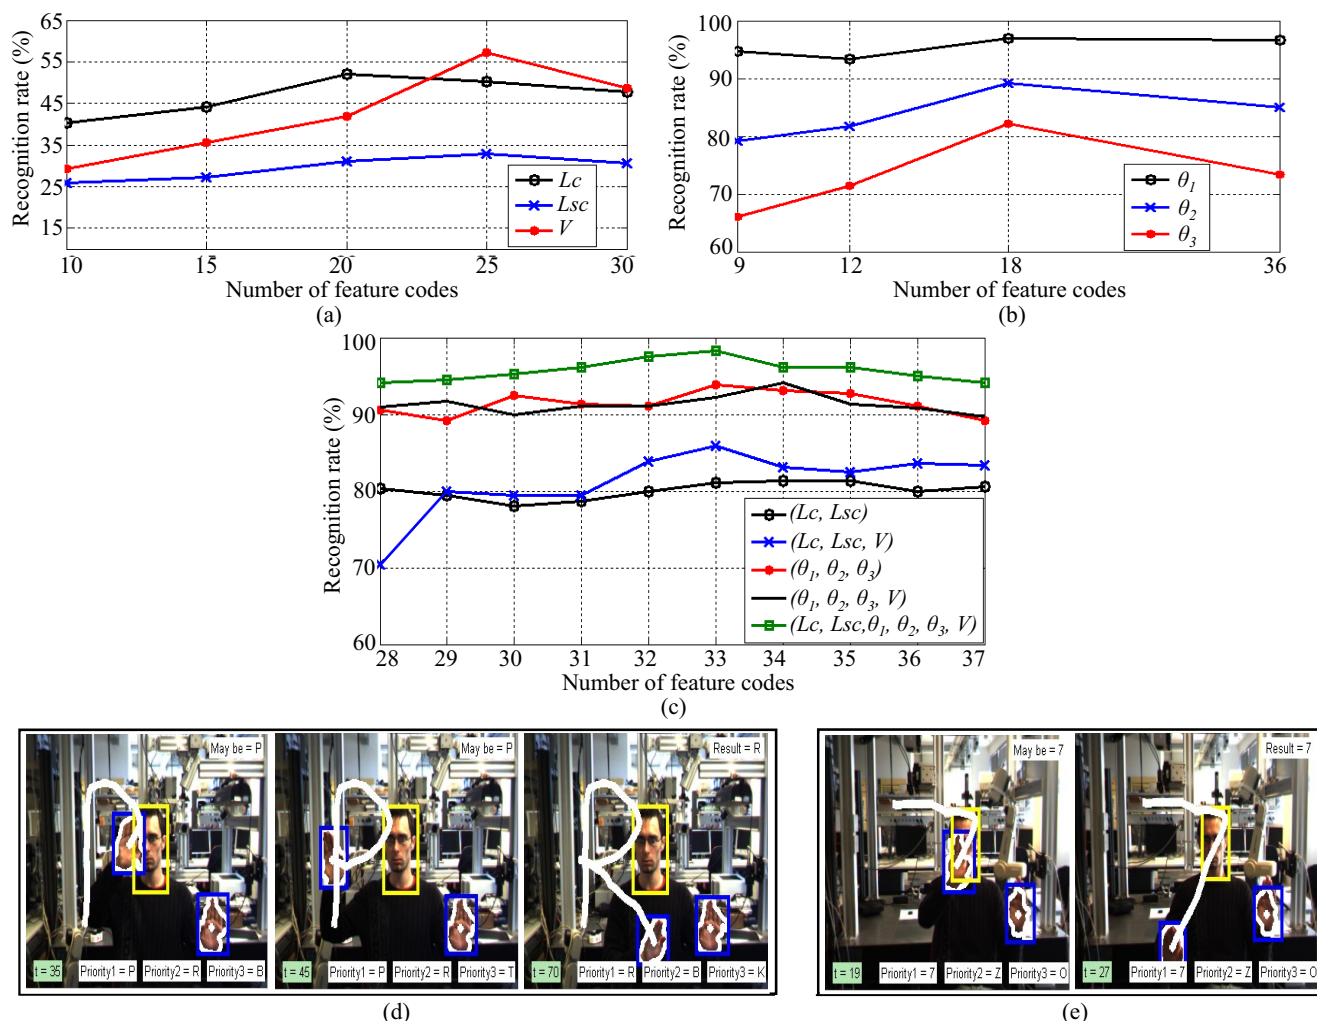 65
55
45
35
25
15
10
15
20
25
30
Recognition rate (%)
Number of feature codes
Lc
Lsc
V
(a)
100
90
80
70
60
9
12
18
36
Recognition rate (%)
Number of feature codes
θ1
θ2
θ3
(b)
100
90
80
70
60
28
29
30
31
32
33
34
35
36
37
Recognition rate (%)
Number of feature codes
(Lc, Lsc)
(Lc, Lsc, V)
(θ1, θ2, θ3)
(θ1, θ2, θ3, V)
(Lc, Lsc,θ1, θ2, θ3, V)
(c)
May be = P
t = 35
Priority1 = P
Priority2 = R
Priority3 = B
May be = P
t = 45
Priority1 = P
Priority2 = R
Priority3 = T
Result = R
t = 70
Priority1 = R
Priority2 = B
Priority3 = K
(d)
May be = 7
t = 19
Priority1 = 7
Priority2 = Z
Priority3 = O
Result = 7
t = 27
Priority1 = 7
Priority2 = Z
Priority3 = O
(e)